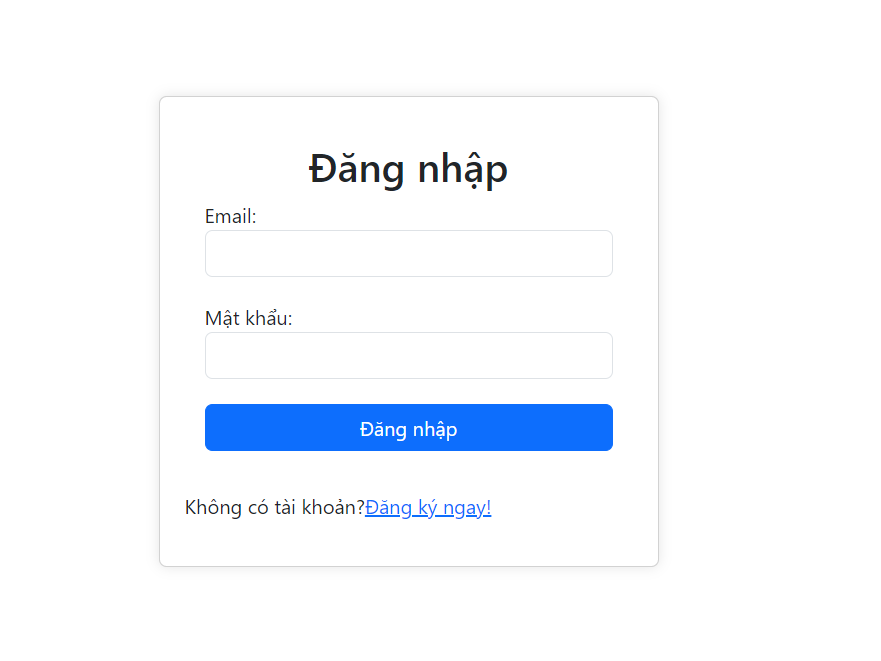 Đăng nhập
Email:
Mật khẩu:
Đăng nhập
Không có tài khoản?Đăng ký ngay!